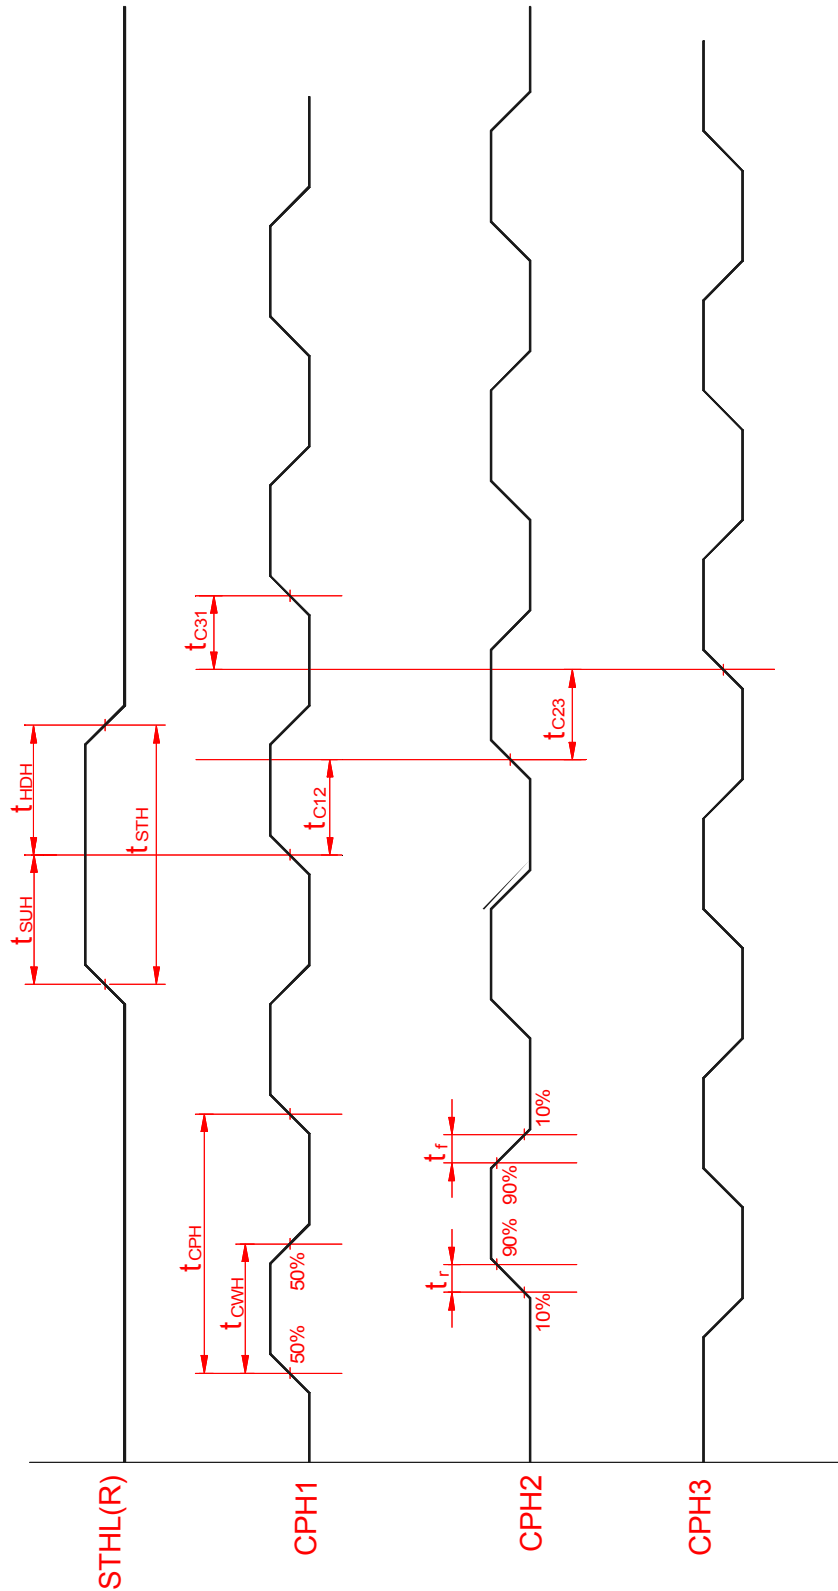 STHL(R)
tSUH
tHDH
tSTH
CPH1
tCPH
tCWH
50%
50%
tC12
tC31
CPH2
tr
tf
10%
90%
90%
10%
tC23
CPH3